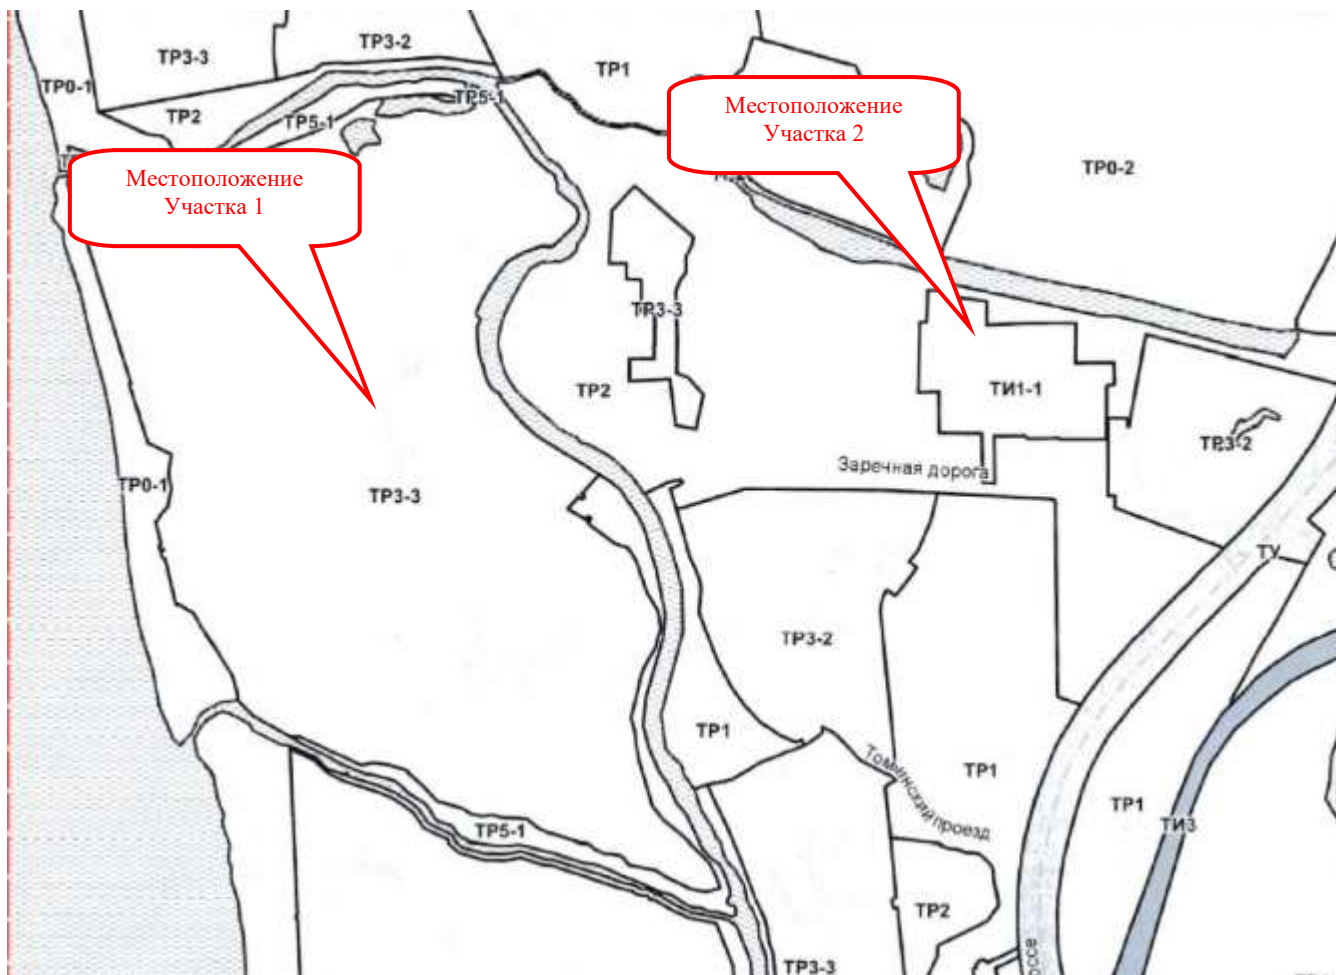 ТР3-2
ТР3-3
ТР1
ТР0-1
ТР2
ТР5-1
ТР5-1
Местоположение
Участка 2
ТР0-2
Местоположение
Участка 1
ТР3-3
ТР2
ТИ1-1
ТР3-2
Заречная дорога
ТР0-1
ТР3-3
ТУ
ТР3-2
ТР1
Томенский проезд
ТР1
ТР1
ТИ3
ТР5-1
ТР2
ТР3-3